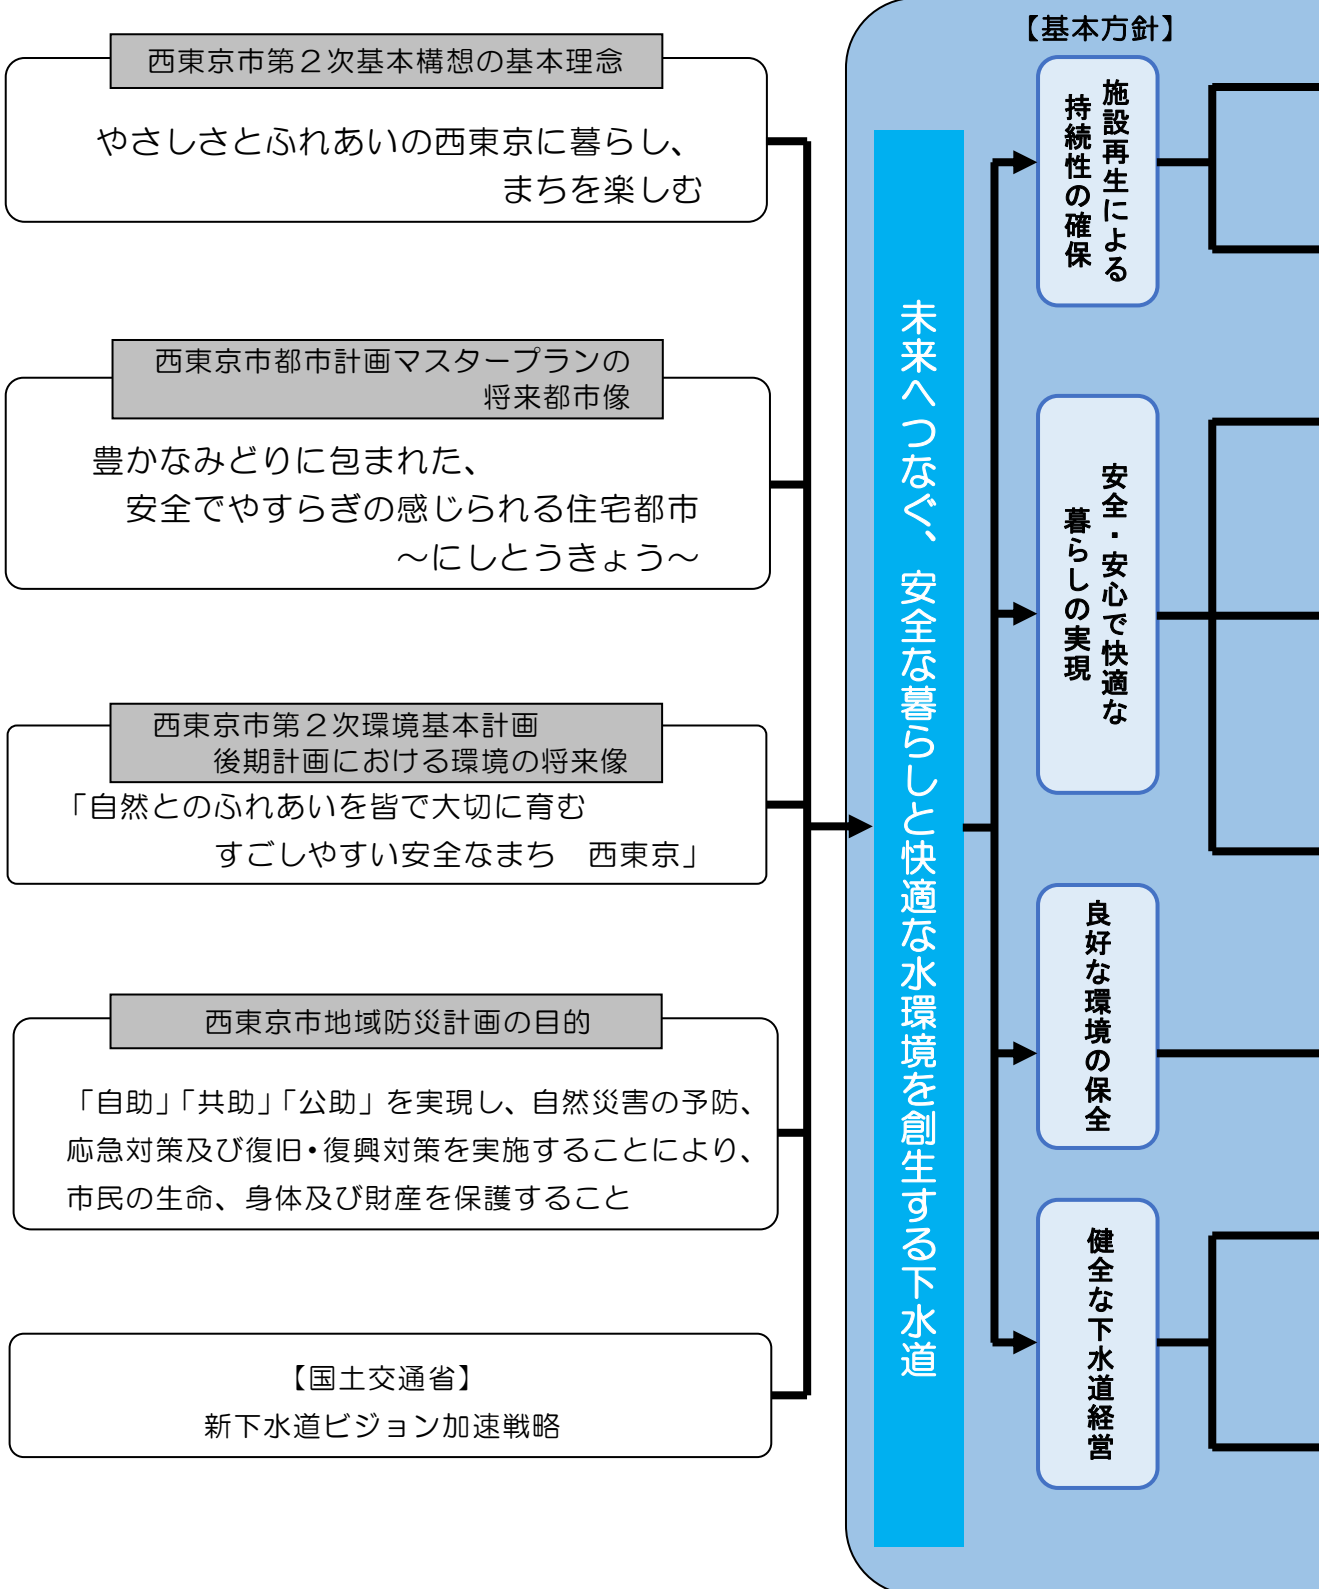 西東京市第２次基本構想の基本理念
やさしさとふれあいの西東京に暮らし、
まちを楽しむ
西東京市都市計画マスタープランの
将来都市像
豊かなみどりに包まれた、
安全でやすらぎの感じられる住宅都市
～にしとうきょう～
西東京市第２次環境基本計画
後期計画における環境の将来像
「自然とのふれあいを皆で大切に育む
すごしやすい安全なまち　西東京」
西東京市地域防災計画の目的
「自助」「共助」「公助」を実現し、自然災害の予防、
応急対策及び復旧・復興対策を実施することにより、
市民の生命、身体及び財産を保護すること
【国土交通省】
新下水道ビジョン加速戦略
未来へつなぐ、安全な暮らしと快適な水環境を創生する下水道
【基本方針】
施設再生による
持続性の確保
安全・安心で快適な
暮らしの実現
良好な環境の保全
健全な下水道経営